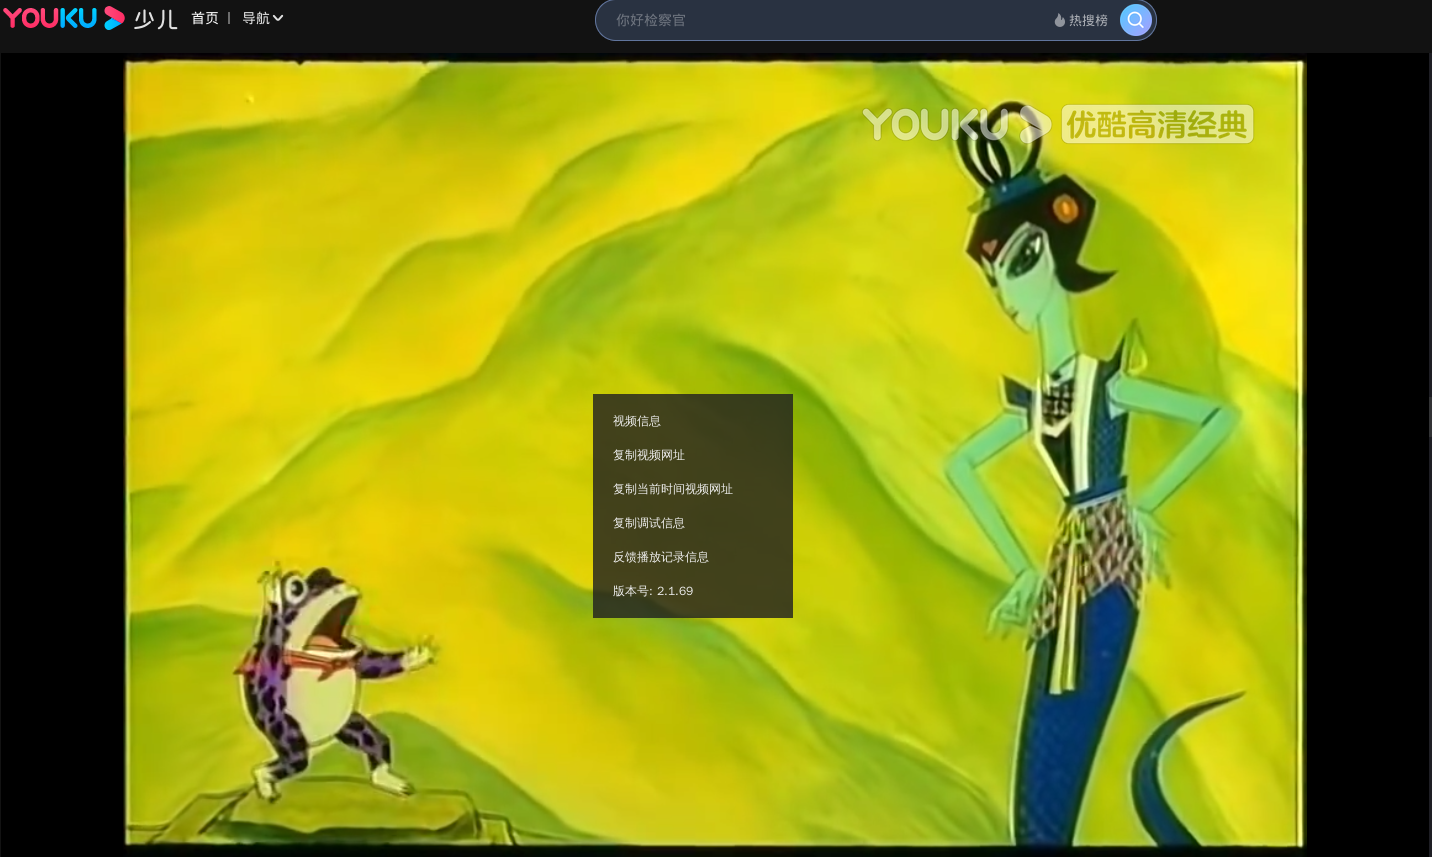 YOUKU 少儿 首页 | 导航 你好检察官 热搜榜
YOUKU 优酷高清经典
视频信息
复制视频网址
复制当前时间视频网址
复制调试信息
反馈播放记录信息
版本号: 2.1.69